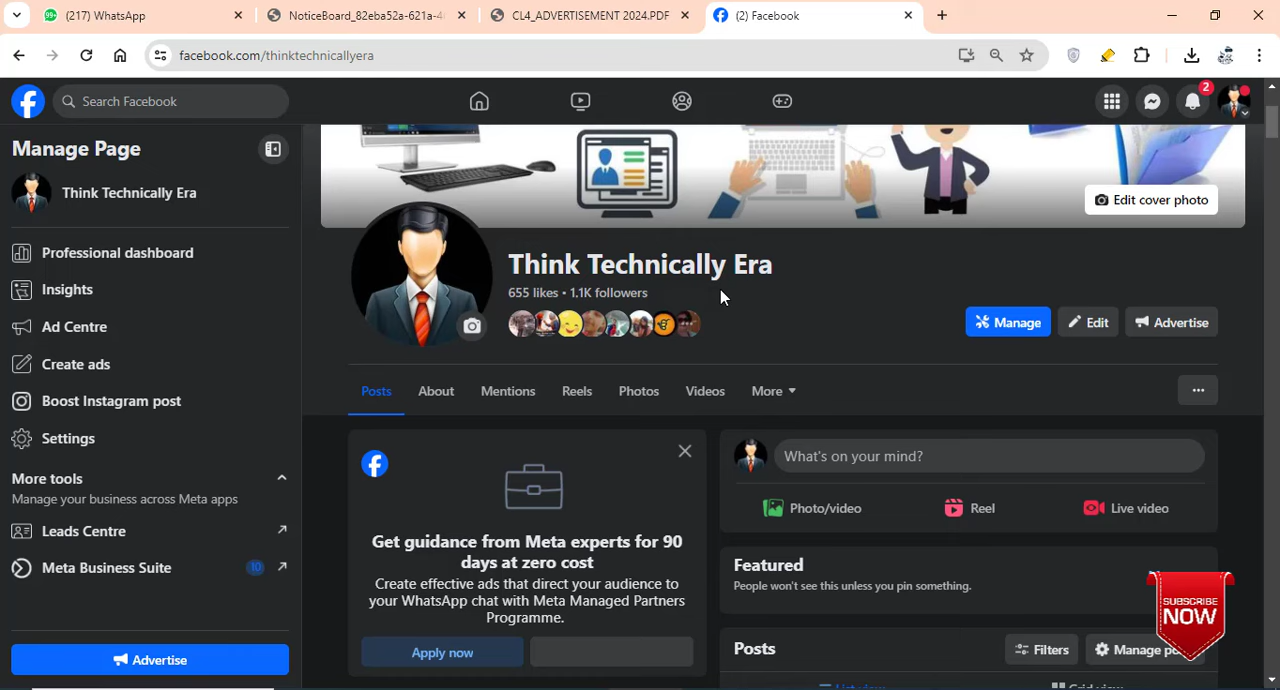 (217) WhatsApp
NoticeBoard_82eba52a-621a-4
CL4_ADVERTISEMENT 2024.PDF
(2) Facebook
facebook.com/thinktechnicallyera
Search Facebook
2
Manage Page
Think Technically Era
Professional dashboard
Insights
Ad Centre
Create ads
Boost Instagram post
Settings
More tools
Manage your business across Meta apps
Leads Centre
Meta Business Suite
10
Advertise
Edit cover photo
Think Technically Era
655 likes • 1.1K followers
Manage
Edit
Advertise
Posts
About
Mentions
Reels
Photos
Videos
More
Get guidance from Meta experts for 90
days at zero cost
Create effective ads that direct your audience to
your WhatsApp chat with Meta Managed Partners
Programme.
Apply now
What's on your mind?
Photo/video
Reel
Live video
Featured
People won't see this unless you pin something.
Posts
Filters
Manage
SUBSCRIBE
NOW